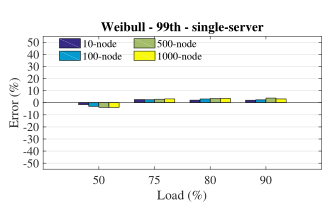 Weibull - 99th - single-server
10-node 500-node
100-node 1000-node
50
40
30
20
10
0
-10
-20
-30
-40
-50
Error (%)
50 75 80 90
Load (%)